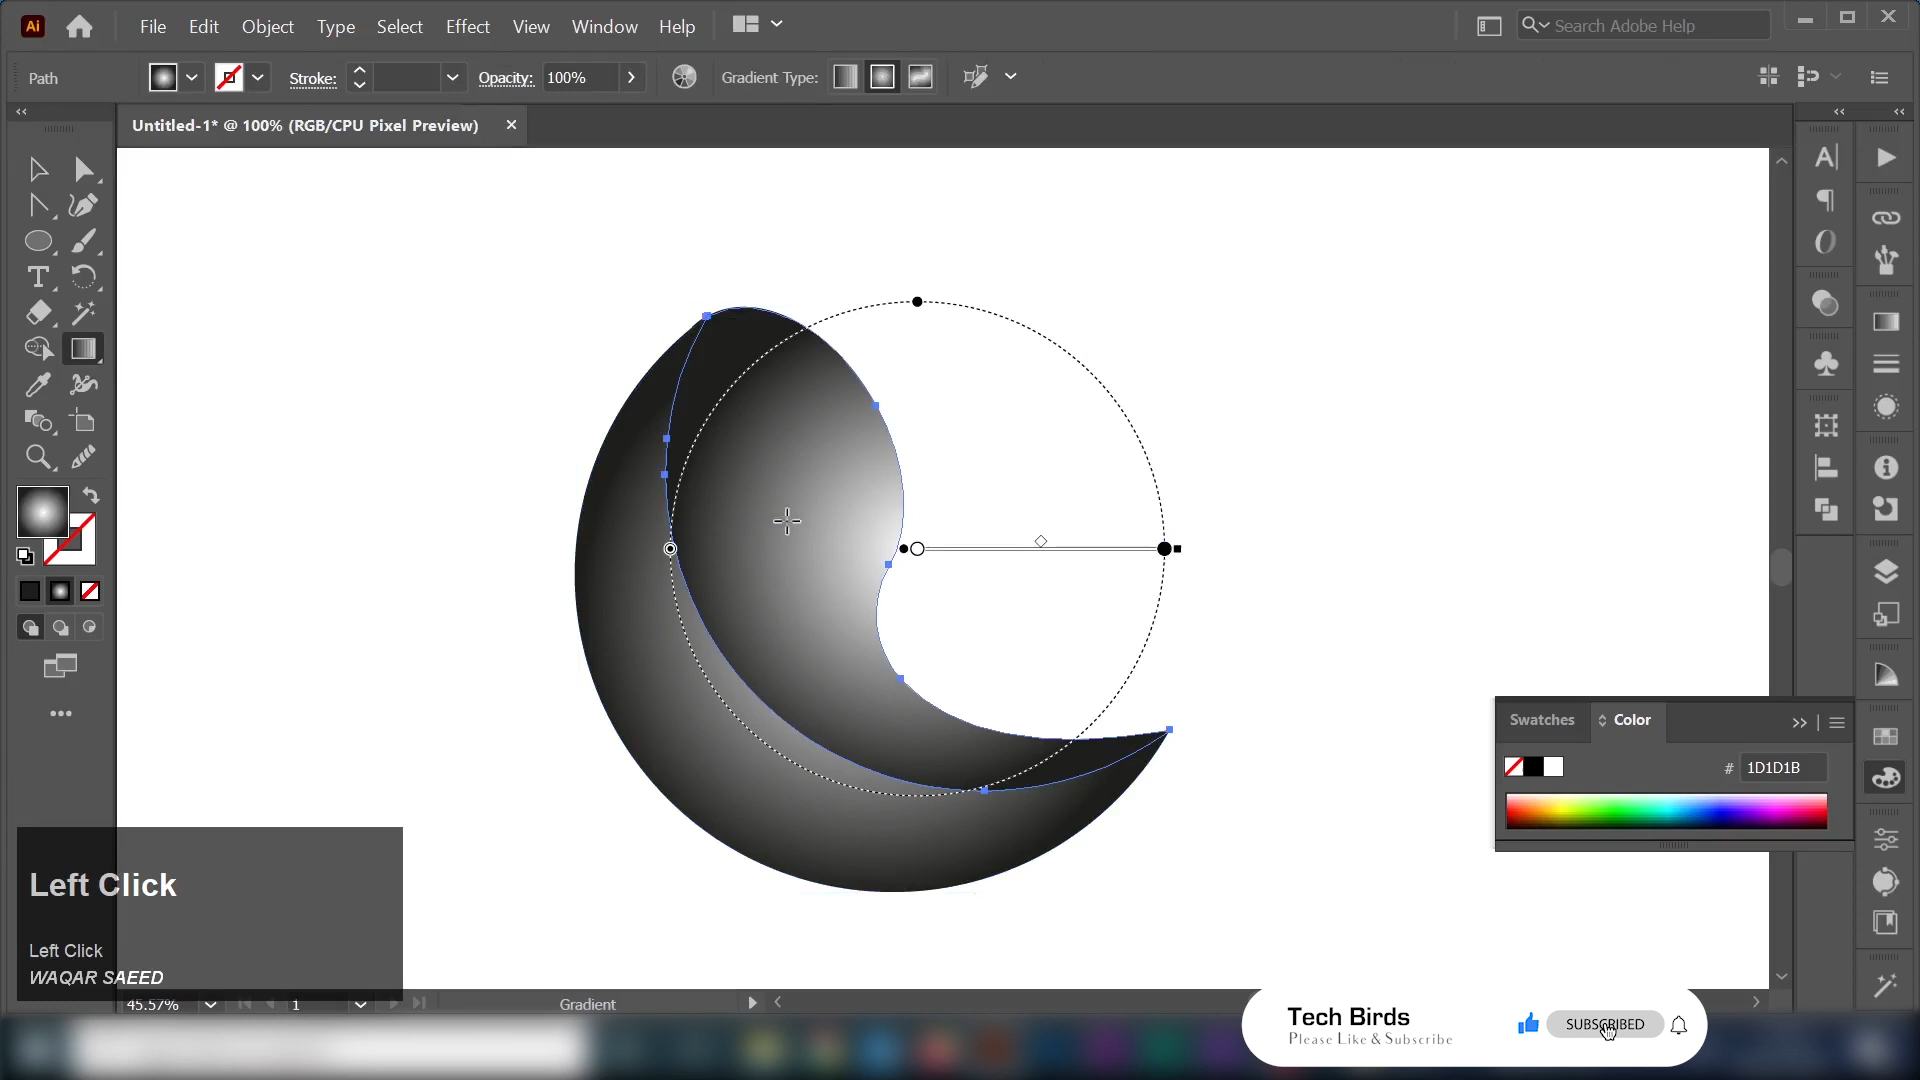 Ai File Edit Object Type Select Effect View Window Help Search Adobe Help
Path Stroke: Opacity: 100% Gradient Type:
Untitled-1* @ 100% (RGB/CPU Pixel Preview)
Swatches Color
# 1D1D1B
Left Click
Left Click
WAQAR SAEED
45.57% 1 Gradient
Tech Birds
Please Like & Subscribe
SUBSCRIBED